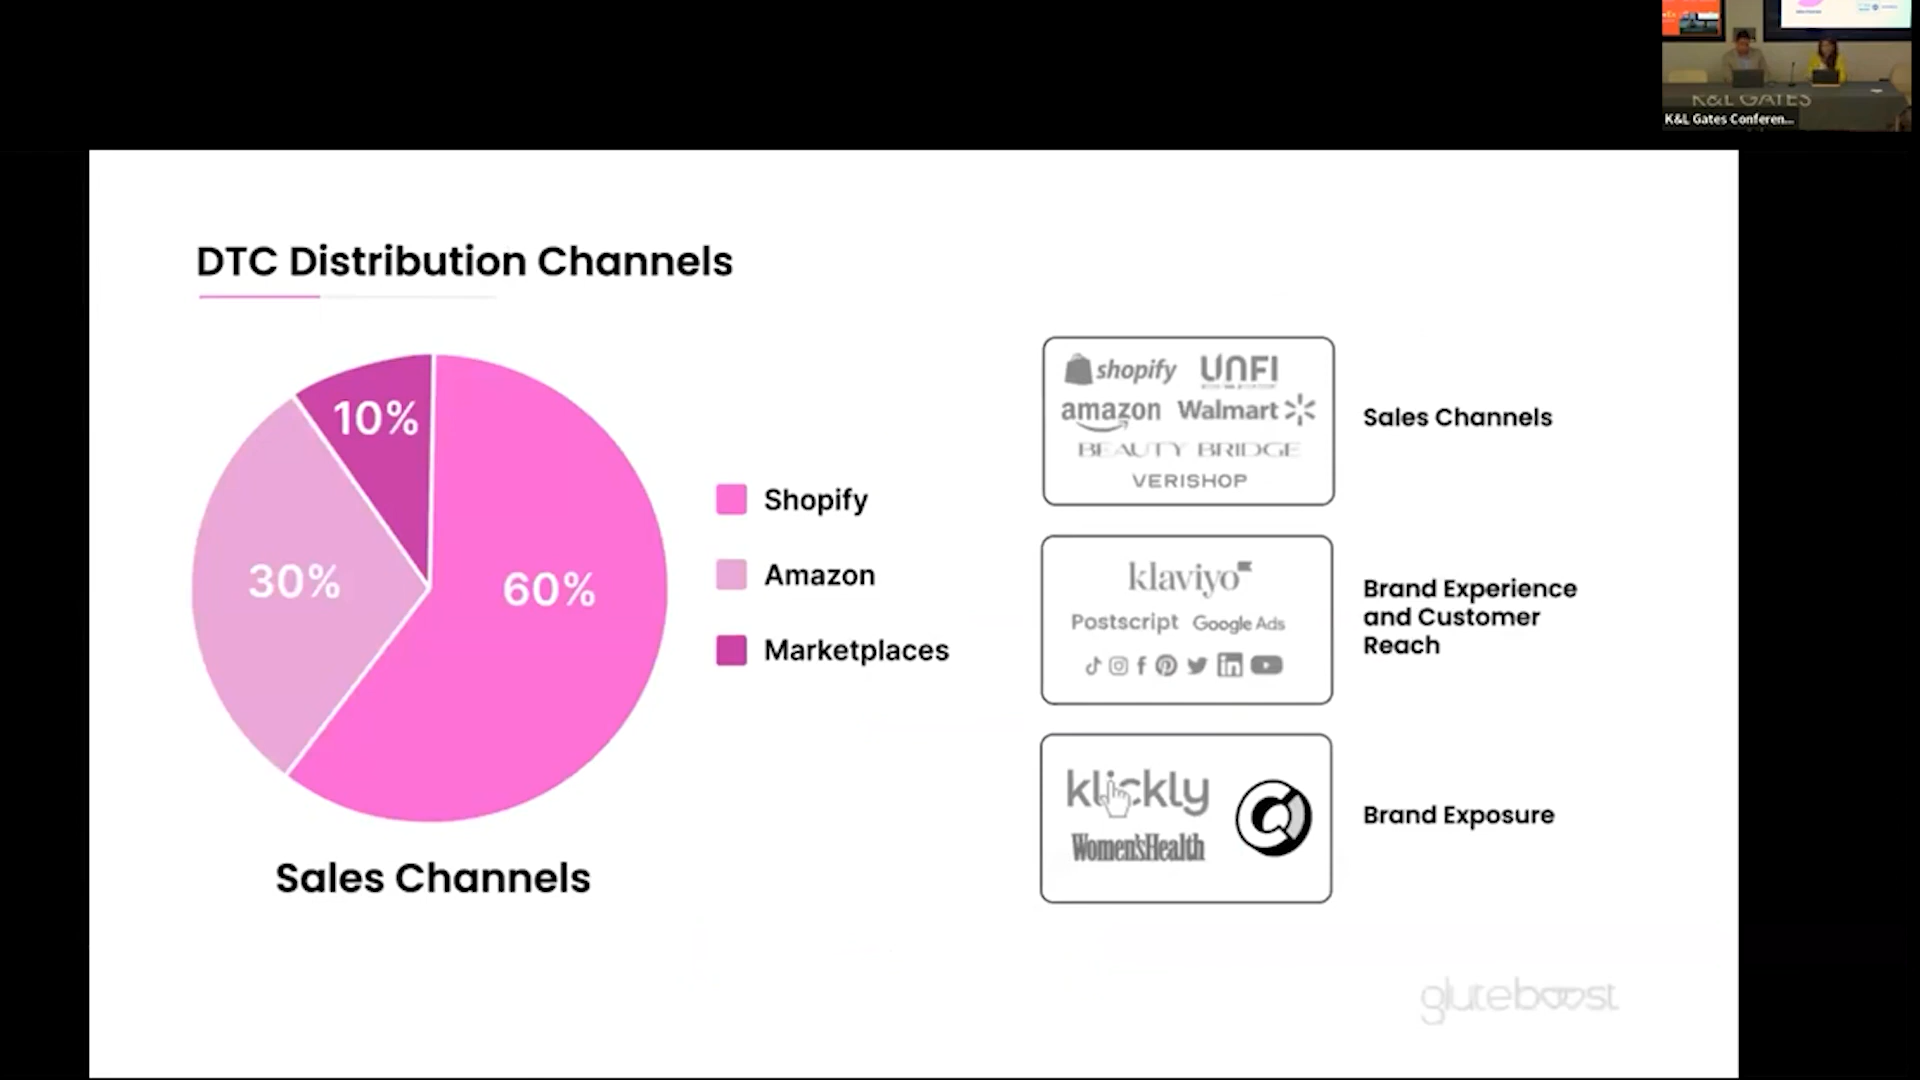 K&L GATES
K&L Gates Conferen...
DTC Distribution Channels
10%
30%
60%
Shopify
Amazon
Marketplaces
Sales Channels
shopify UNFI
amazon Walmart
BEAUTY BRIDGE
VERISHOP
Sales Channels
klaviyo
Postscript Google Ads
f in
Brand Experience
and Customer
Reach
klickly
Women'sHealth
Brand Exposure
gluteboost